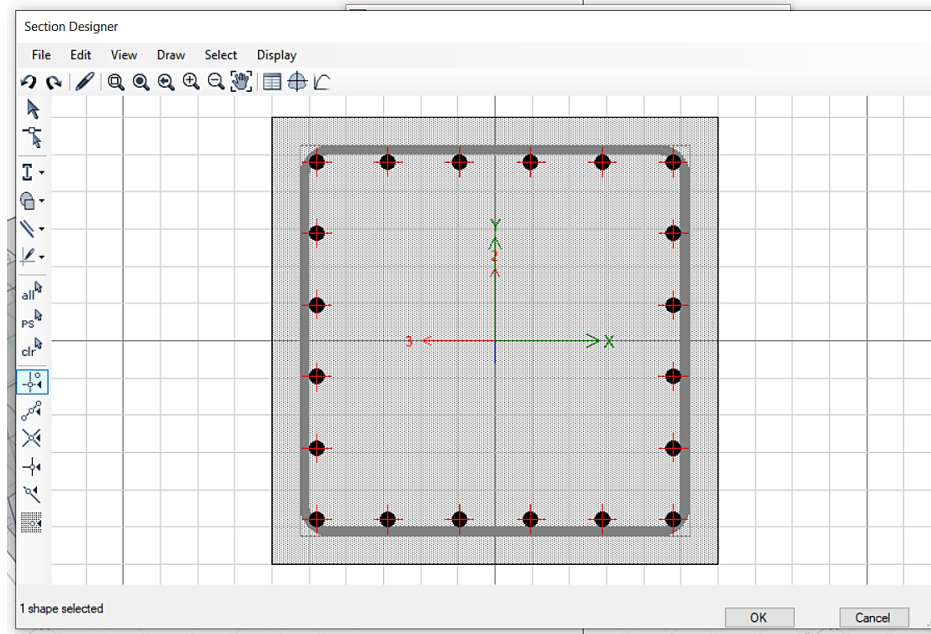 Section Designer
File Edit View Draw Select Display
all
ps
clr
Y
2
3
X
1 shape selected
OK Cancel